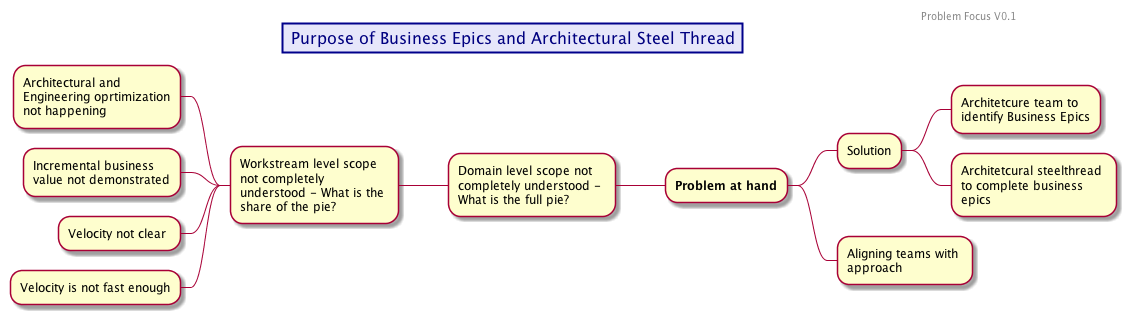 Problem Focus V0.1
Purpose of Business Epics and Architectural Steel Thread
Architectural and
Engineering oprtimization
not happening
Incremental business
value not demonstrated
Velocity not clear
Velocity is not fast enough
Workstream level scope
not completely
understood - What is the
share of the pie?
Domain level scope not
completely understood -
What is the full pie?
Problem at hand
Solution
Architetcure team to
identify Business Epics
Architetcural steelthread
to complete business
epics
Aligning teams with
approach